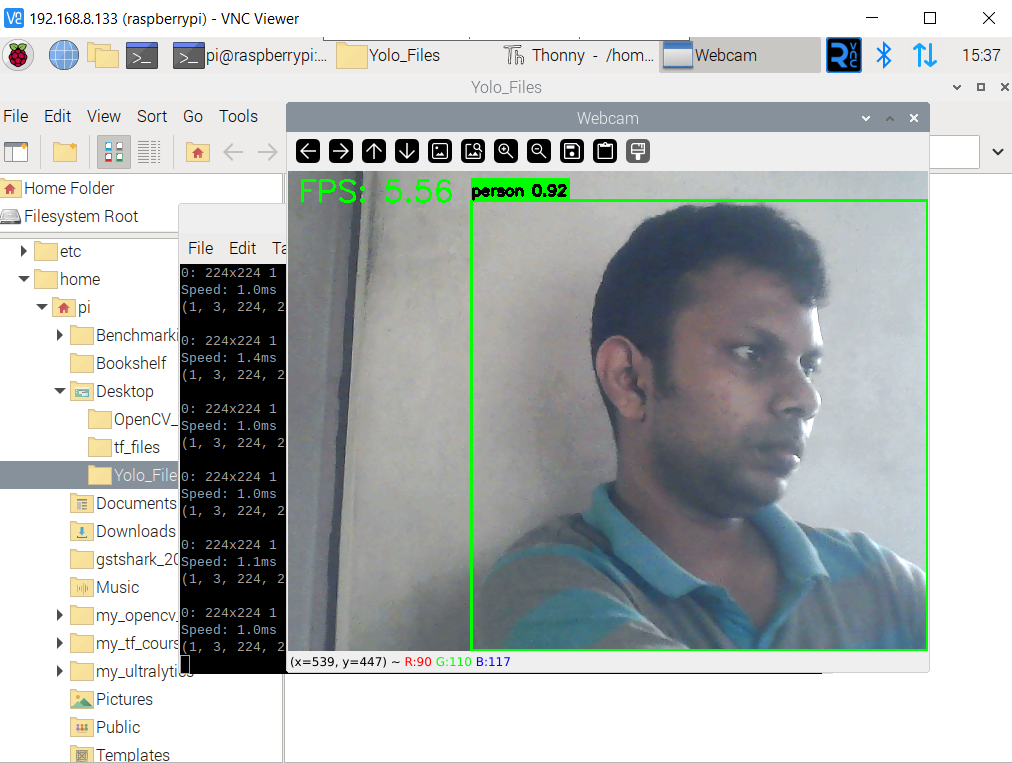 192.168.8.133 (raspberrypi) - VNC Viewer
pi@raspberrypi:... Yolo_Files Thonny - /hom... Webcam 15:37
Yolo_Files
File Edit View Sort Go Tools
Webcam
Home Folder
Filesystem Root
etc
home
pi
Benchmarki
Bookshelf
Desktop
OpenCV_
tf_files
Yolo_File
Documents
Downloads
gstshark_20
Music
my_opencv_
my_tf_cours
my_ultralytics
Pictures
Public
Templates
File Edit Ta
0: 224x224 1
Speed: 1.0ms
(1, 3, 224, 2
0: 224x224 1
Speed: 1.4ms
(1, 3, 224, 2
0: 224x224 1
Speed: 1.0ms
(1, 3, 224, 2
0: 224x224 1
Speed: 1.0ms
(1, 3, 224, 2
0: 224x224 1
Speed: 1.1ms
(1, 3, 224, 2
0: 224x224 1
Speed: 1.0ms
(1, 3, 224, 2
FPS: 5.56
person 0.92
(x=539, y=447) ~ R:90 G:110 B:117